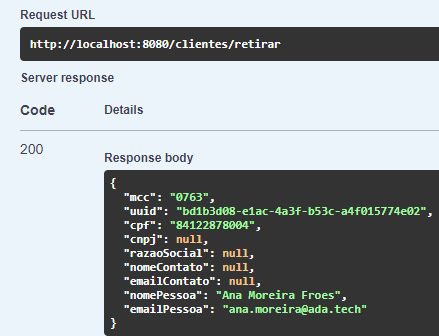 Request URL
http://localhost:8080/clientes/retirar
Server response
Code Details
200
Response body
{
"mcc": "0763",
"uuid": "bd1b3d08-e1ac-4a3f-b53c-a4f015774e02",
"cpf": "84122878004",
"cnpj": null,
"razaoSocial": null,
"nomeContato": null,
"emailContato": null,
"nomePessoa": "Ana Moreira Froes",
"emailPessoa": "ana.moreira@ada.tech"
}